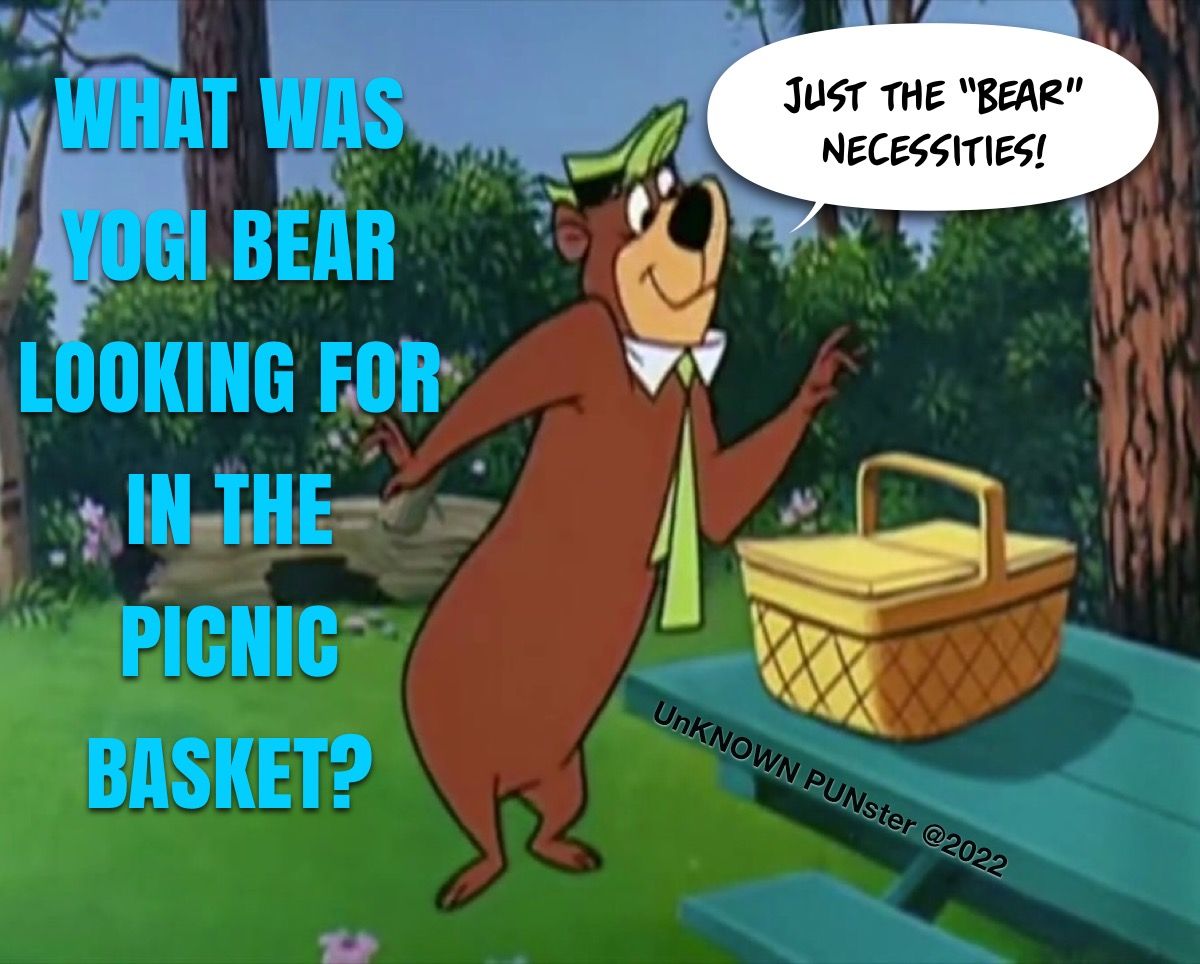 WHAT WAS
YOGI BEAR
LOOKING FOR
IN THE
PICNIC
BASKET?
JUST THE "BEAR"
NECESSITIES!
UnKNOWN PUNster @2022